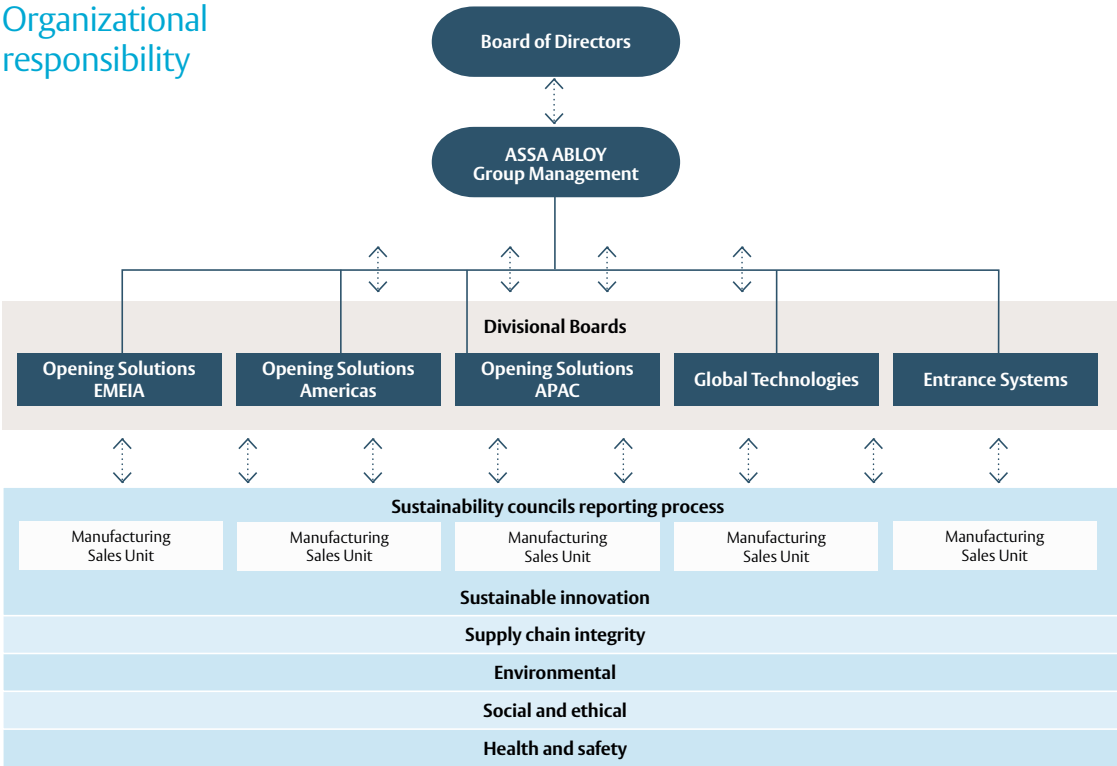 Organizational
responsibility
Board of Directors
ASSA ABLOY
Group Management
Divisional Boards
Opening Solutions
EMEIA
Opening Solutions
Americas
Opening Solutions
APAC
Global Technologies
Entrance Systems
Sustainability councils reporting process
Manufacturing
Sales Unit
Manufacturing
Sales Unit
Manufacturing
Sales Unit
Manufacturing
Sales Unit
Manufacturing
Sales Unit
Sustainable innovation
Supply chain integrity
Environmental
Social and ethical
Health and safety